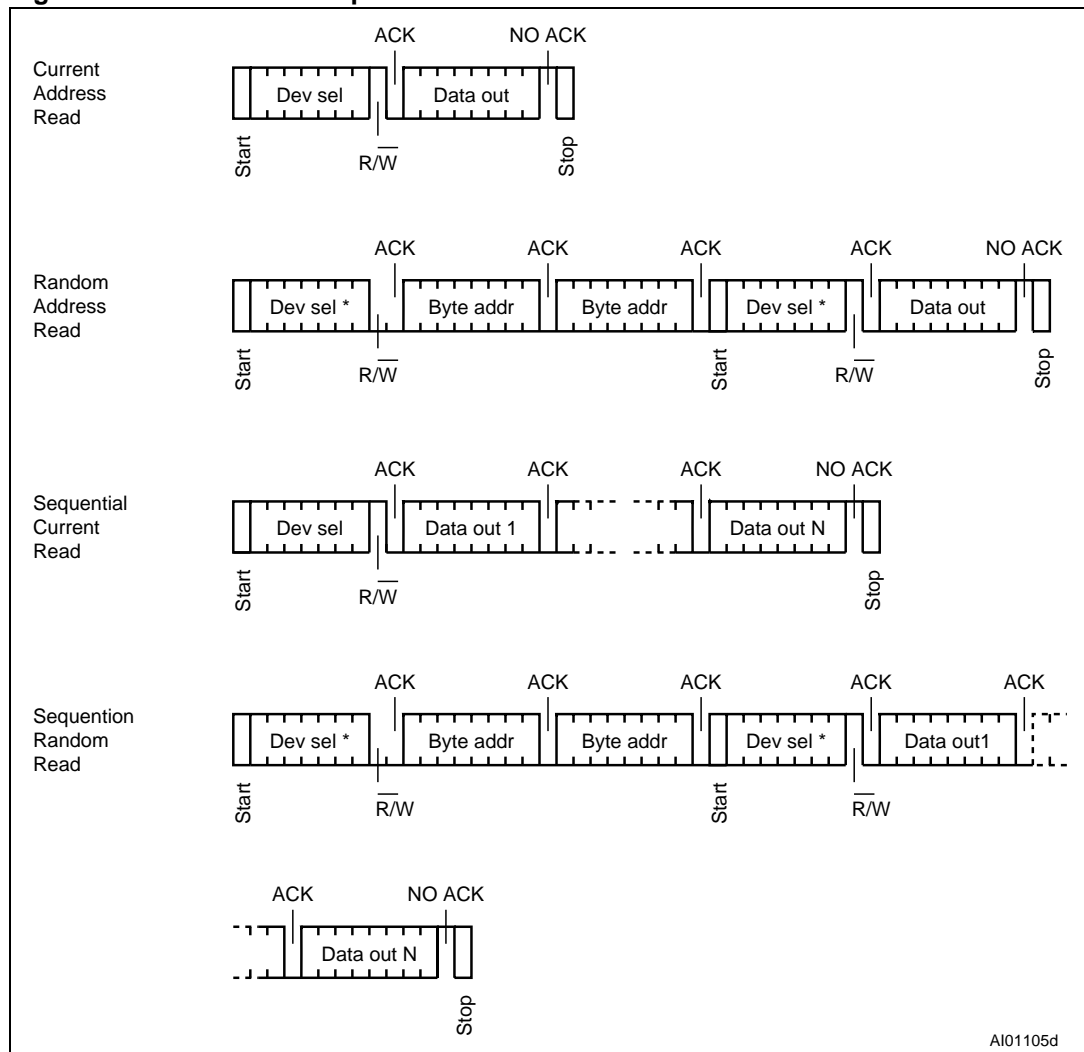 ACK NO ACK
Current
Address
Read
Dev sel Data out
Start R/W̅ Stop
ACK ACK ACK ACK NO ACK
Random
Address
Read
Dev sel * Byte addr Byte addr Dev sel * Data out
Start R/W̅ Start R/W̅ Stop
ACK ACK ACK NO ACK
Sequential
Current
Read
Dev sel Data out 1 Data out N
Start R/W̅ Stop
ACK ACK ACK ACK ACK
Sequention
Random
Read
Dev sel * Byte addr Byte addr Dev sel * Data out1
Start R̅/W Start R̅/W
ACK NO ACK
Data out N
Stop
AI01105d